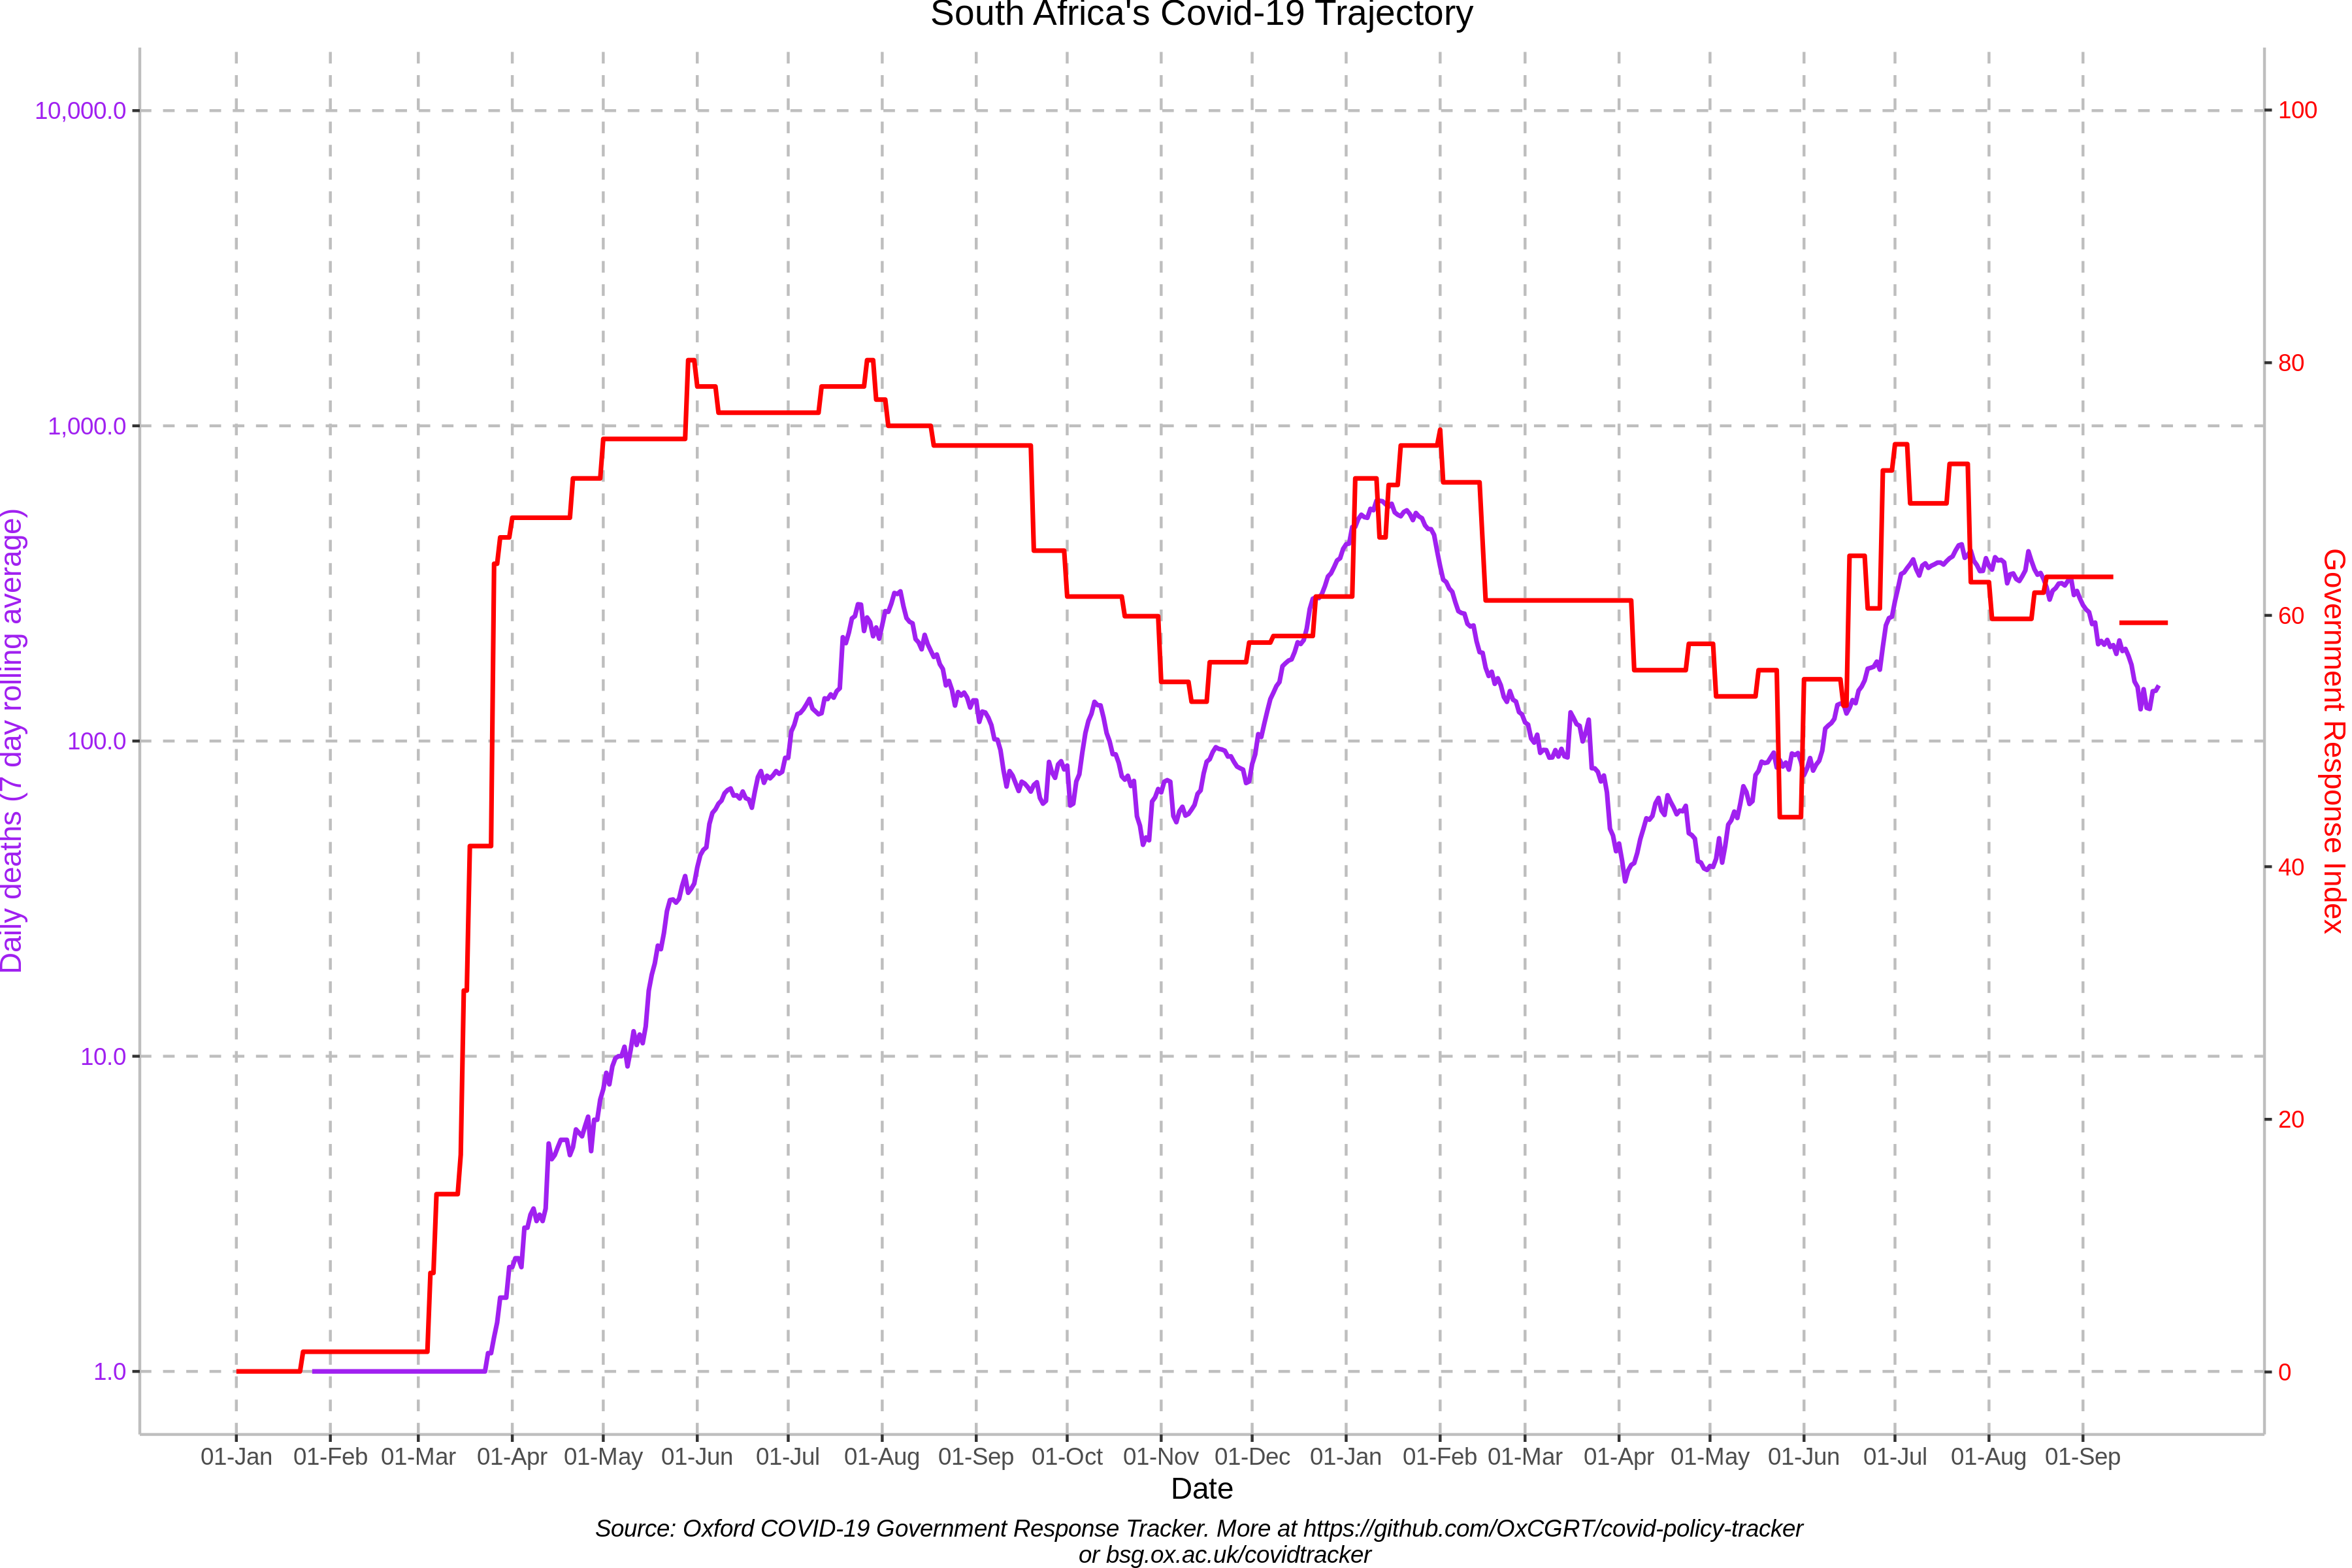 South Africa's Covid-19 Trajectory
10,000.0
1,000.0
100.0
10.0
1.0
Daily deaths (7 day rolling average)
100
80
60
40
20
0
Government Response Index
01-Jan 01-Feb 01-Mar 01-Apr 01-May 01-Jun 01-Jul 01-Aug 01-Sep 01-Oct 01-Nov 01-Dec 01-Jan 01-Feb 01-Mar 01-Apr 01-May 01-Jun 01-Jul 01-Aug 01-Sep
Date
Source: Oxford COVID-19 Government Response Tracker. More at https://github.com/OxCGRT/covid-policy-tracker
or bsg.ox.ac.uk/covidtracker